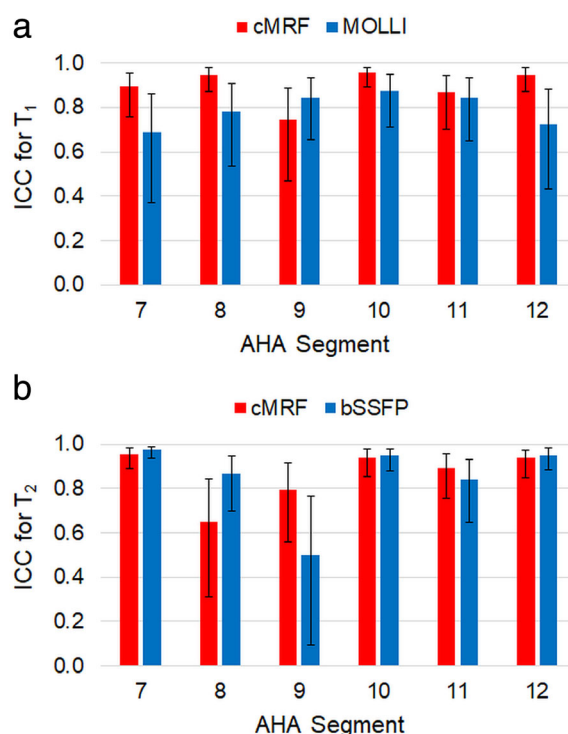 a
cMRF MOLLI
ICC for T1
1.0
0.8
0.6
0.4
0.2
0.0
7 8 9 10 11 12
AHA Segment
b
cMRF bSSFP
ICC for T2
1.0
0.8
0.6
0.4
0.2
0.0
7 8 9 10 11 12
AHA Segment